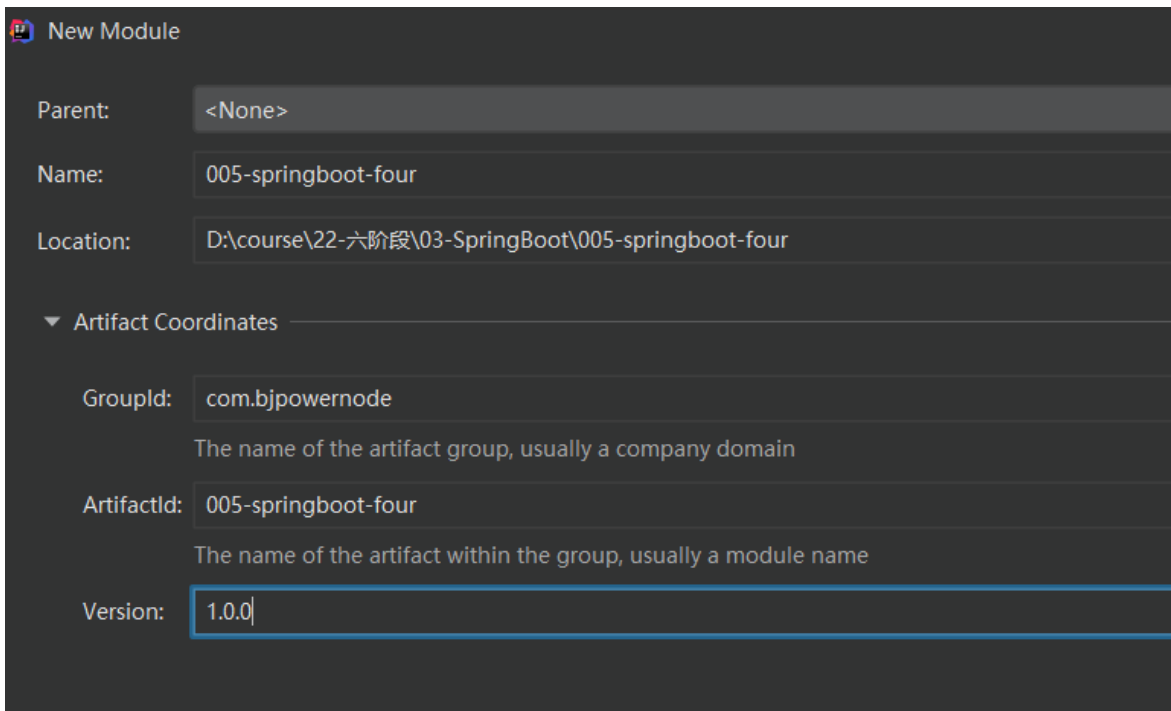 New Module
Parent: <None>
Name: 005-springboot-four
Location: D:\course\22-六阶段\03-SpringBoot\005-springboot-four
Artifact Coordinates
GroupId: com.bjpowernode
The name of the artifact group, usually a company domain
ArtifactId: 005-springboot-four
The name of the artifact within the group, usually a module name
Version: 1.0.0